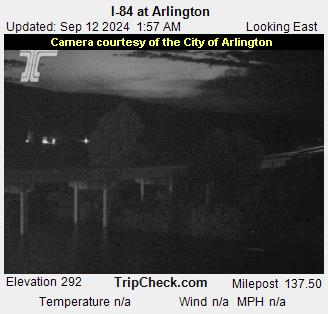 I-84 at Arlington
Updated: Sep 12 2024 1:57 AM Looking East
Camera courtesy of the City of Arlington
Elevation 292 TripCheck.com Milepost 137.50
Temperature n/a Wind n/a MPH n/a